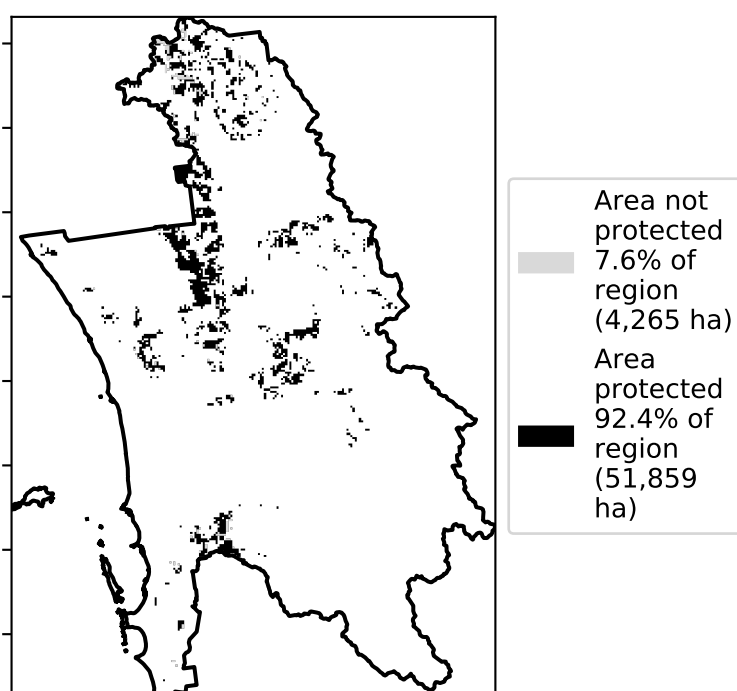 Area not
protected
7.6% of
region
(4,265 ha)
Area
protected
92.4% of
region
(51,859
ha)